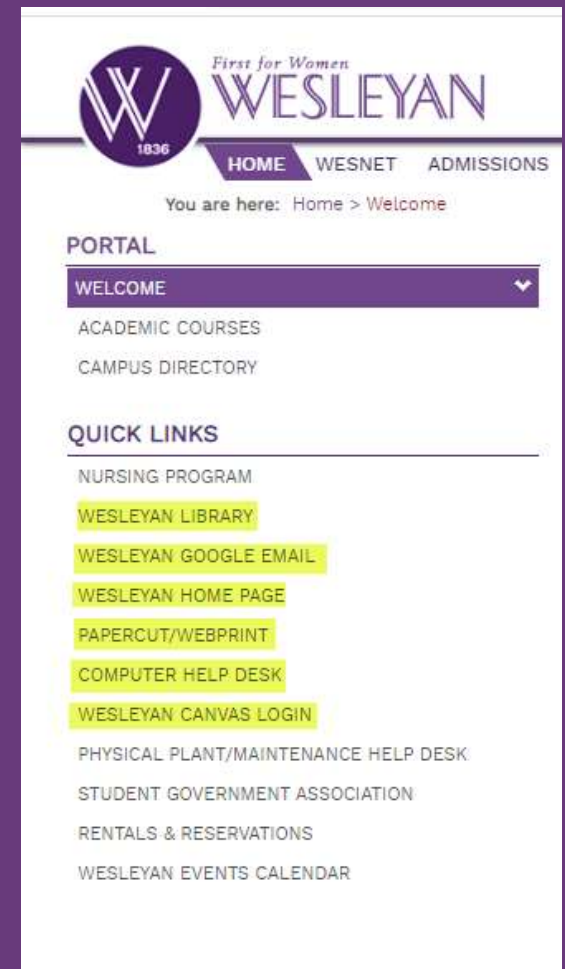 First for Women
WESLEYAN
W
1836
HOME WESNET ADMISSIONS
You are here: Home > Welcome
PORTAL
WELCOME
ACADEMIC COURSES
CAMPUS DIRECTORY
QUICK LINKS
NURSING PROGRAM
WESLEYAN LIBRARY
WESLEYAN GOOGLE EMAIL
WESLEYAN HOME PAGE
PAPERCUT/WEBPRINT
COMPUTER HELP DESK
WESLEYAN CANVAS LOGIN
PHYSICAL PLANT/MAINTENANCE HELP DESK
STUDENT GOVERNMENT ASSOCIATION
RENTALS & RESERVATIONS
WESLEYAN EVENTS CALENDAR